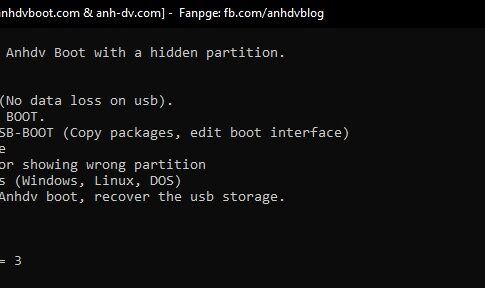 nhdvboot.com & anh-dv.com] - Fanpge: fb.com/anhdvblog
Anhdv Boot with a hidden partition.
(No data loss on usb).
BOOT.
SB-BOOT (Copy packages, edit boot interface)
e
or showing wrong partition
s (Windows, Linux, DOS)
Anhdv boot, recover the usb storage.
= 3